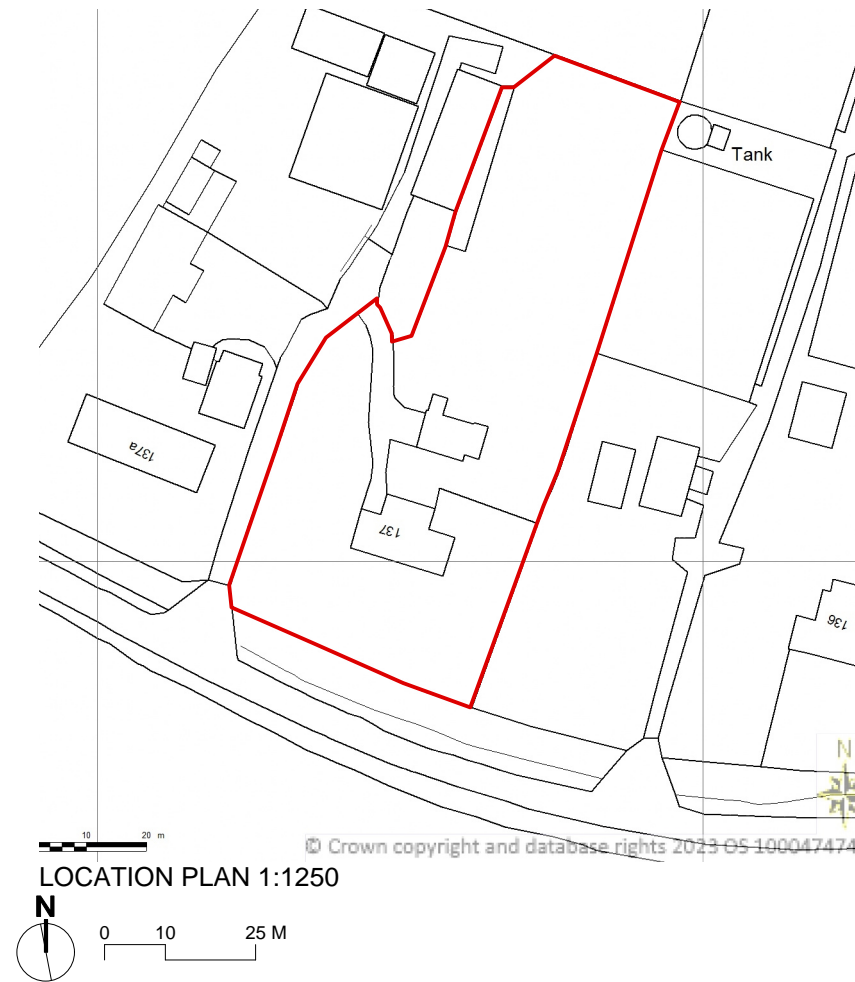 Tank
137a
137
136
N
10 20 m
© Crown copyright and database rights 2023 OS 100047474
LOCATION PLAN 1:1250
N
0 10 25 M